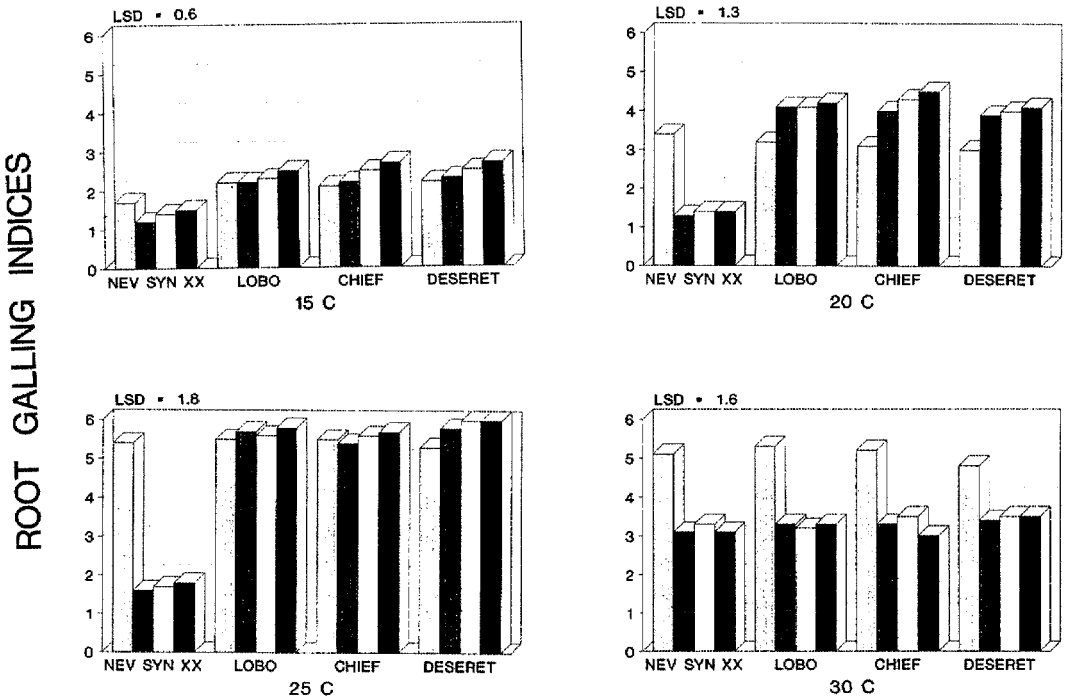 ROOT GALLING INDICES
LSD = 0.6
6
5
4
3
2
1
0
NEV SYN XX LOBO CHIEF DESERET
15 C
LSD = 1.3
6
5
4
3
2
1
0
NEV SYN XX LOBO CHIEF DESERET
20 C
LSD = 1.8
6
5
4
3
2
1
0
NEV SYN XX LOBO CHIEF DESERET
25 C
LSD = 1.6
6
5
4
3
2
1
0
NEV SYN XX LOBO CHIEF DESERET
30 C